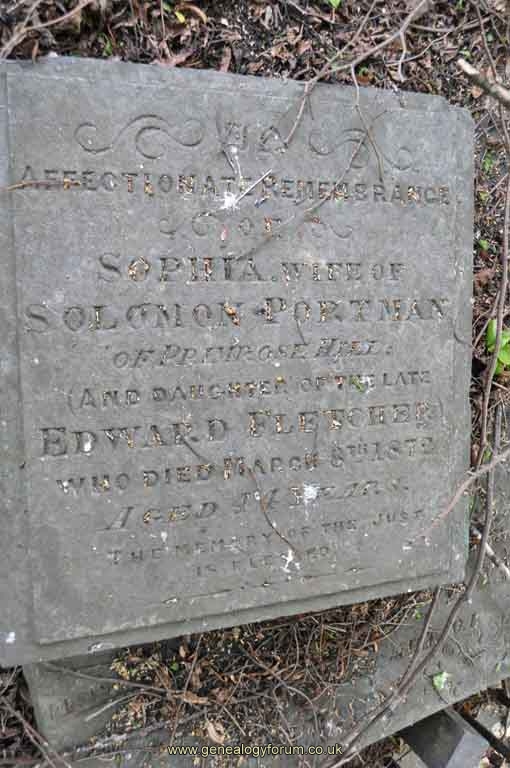 IN
AFFECTIONATE REMEMBRANCE
OF
SOPHIA, WIFE OF
SOLOMON PORTMAN
OF PRIMROSE HILL,
(AND DAUGHTER OF THE LATE
EDWARD FLETCHER)
WHO DIED MARCH 8TH 1872
AGED YEARS.
THE MEMORY OF THE JUST
IS BLESSED.
www.genealogyforum.co.uk